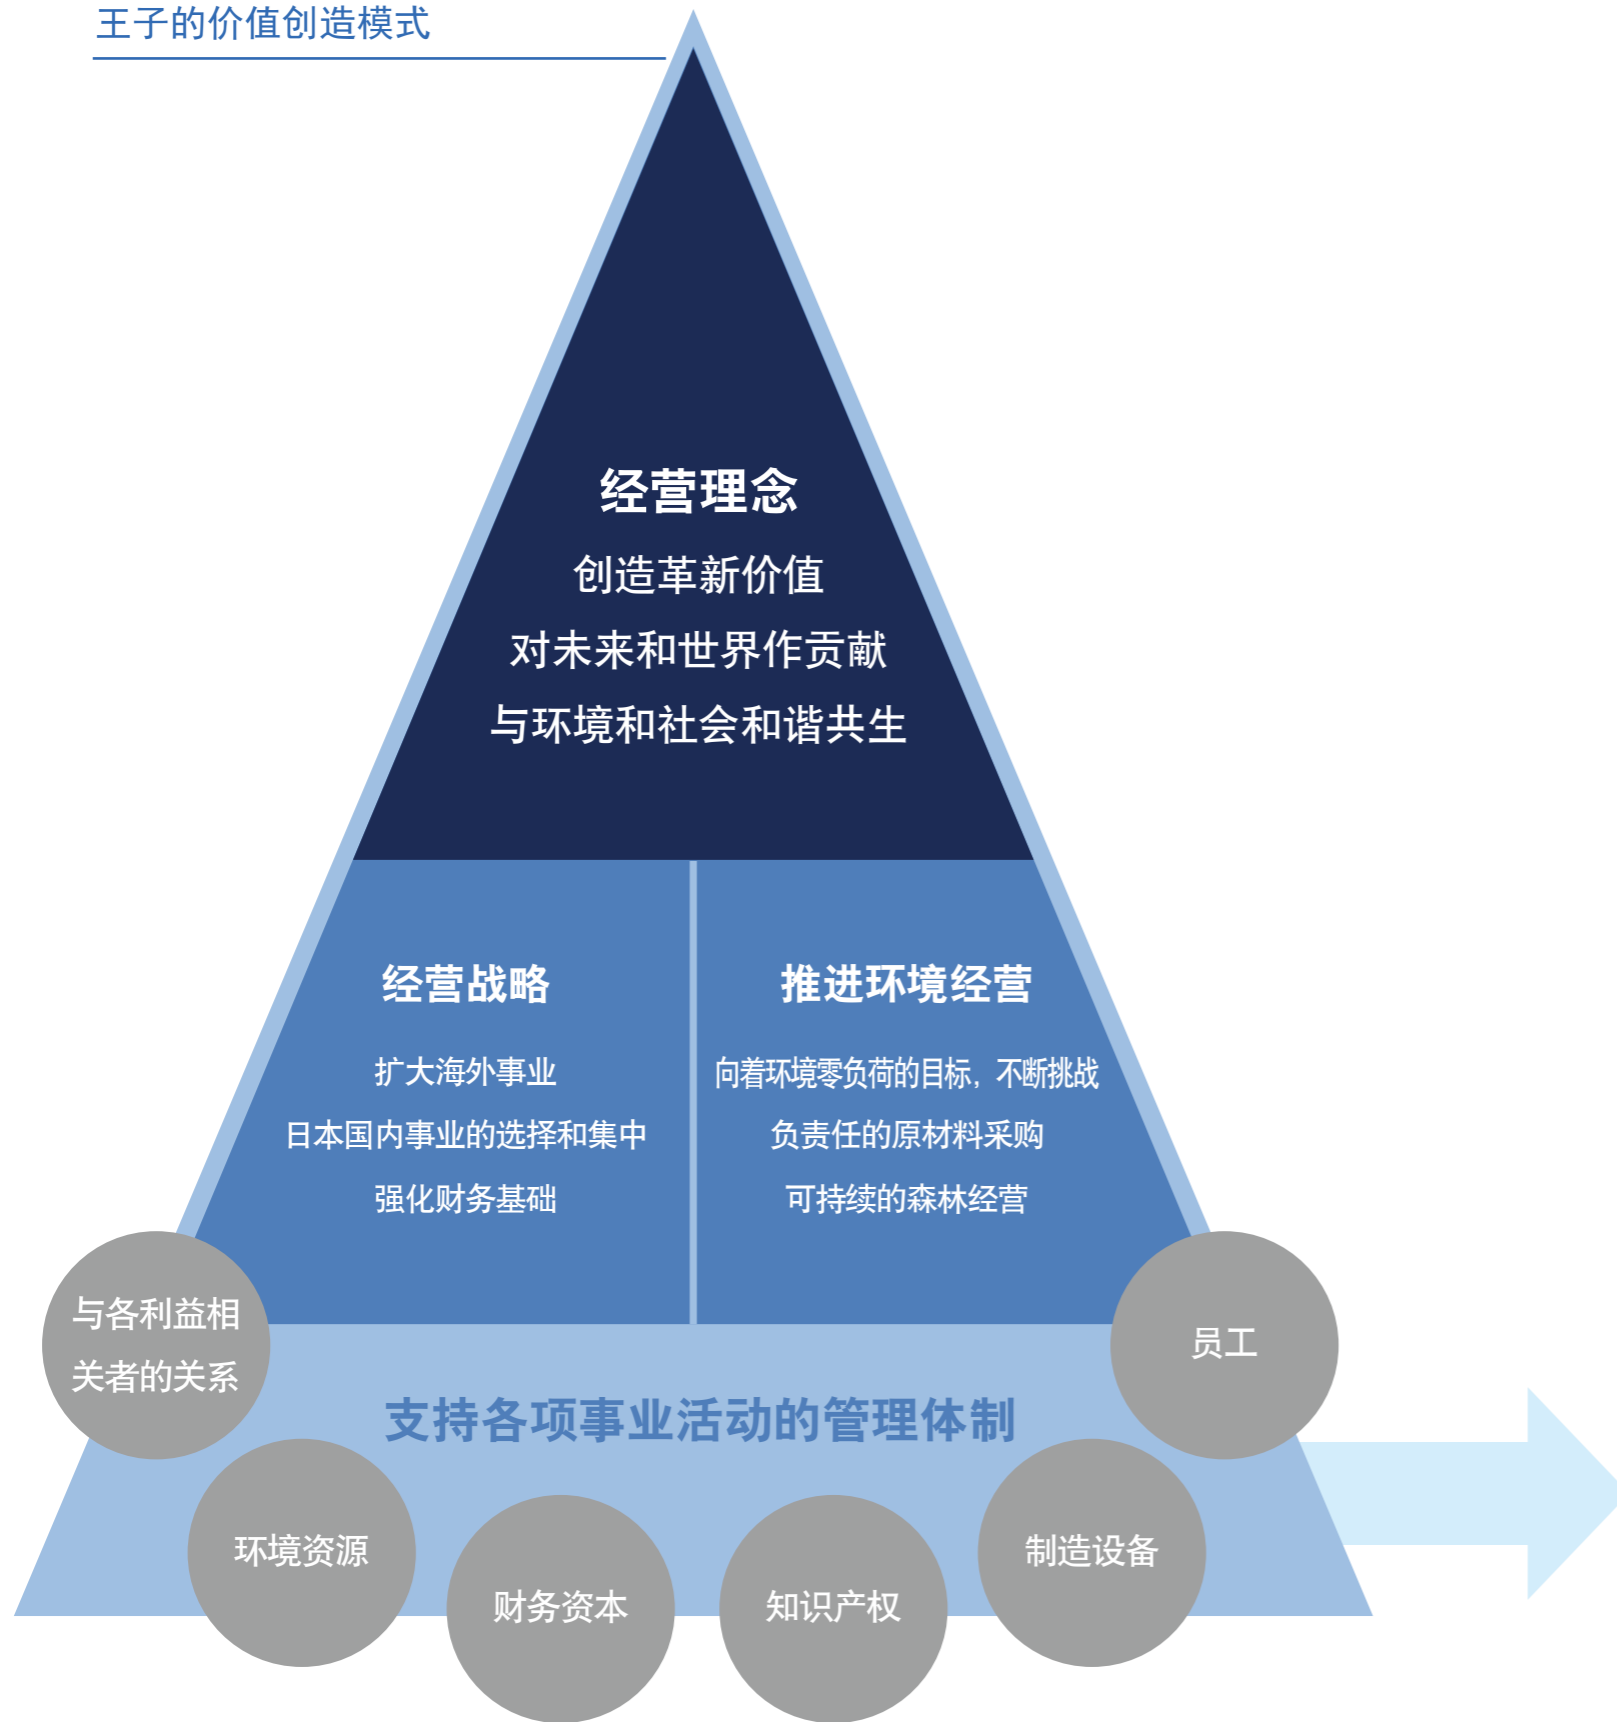 王子的价值创造模式
经营理念
创造革新价值
对未来和世界作贡献
与环境和社会和谐共生
经营战略
扩大海外事业
日本国内事业的选择和集中
强化财务基础
推进环境经营
向着环境零负荷的目标，不断挑战
负责任的原材料采购
可持续的森林经营
支持各项事业活动的管理体制
与各利益相
关者的关系
环境资源
财务资本
知识产权
制造设备
员工